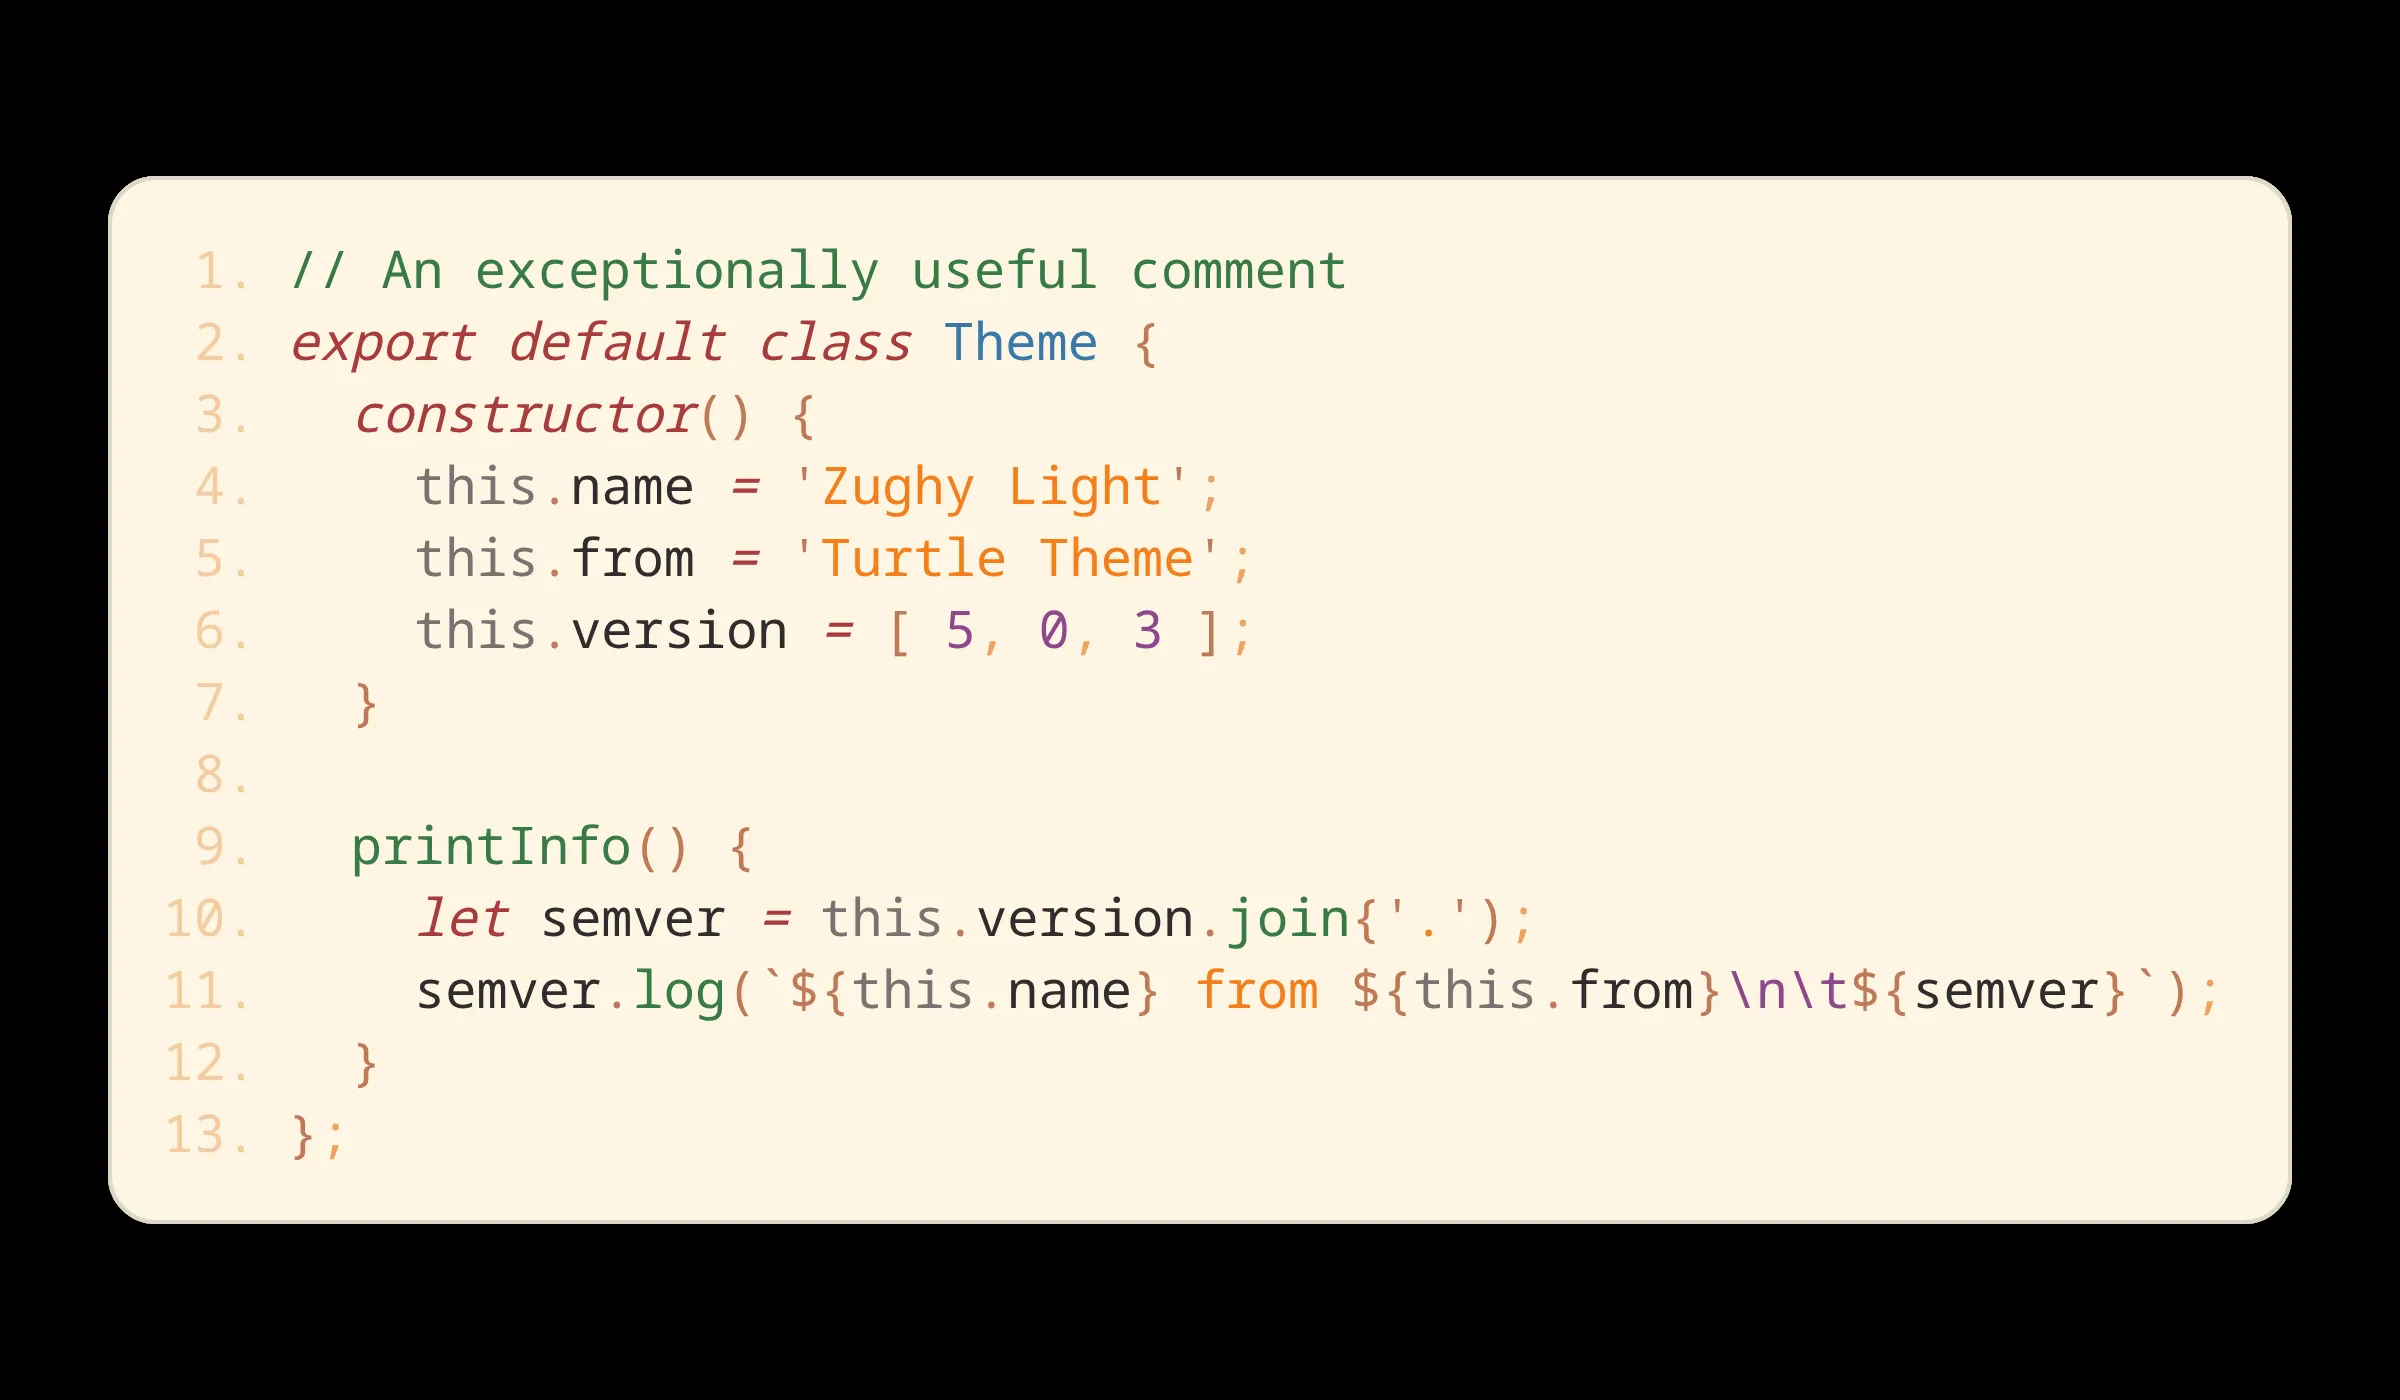 1. // An exceptionally useful comment
2. export default class Theme {
3.   constructor() {
4.     this.name = 'Zughy Light';
5.     this.from = 'Turtle Theme';
6.     this.version = [ 5, 0, 3 ];
7.   }
8.
9.   printInfo() {
10.     let semver = this.version.join{'.');
11.     semver.log(`${this.name} from ${this.from}\n\t${semver}`);
12.   }
13. };